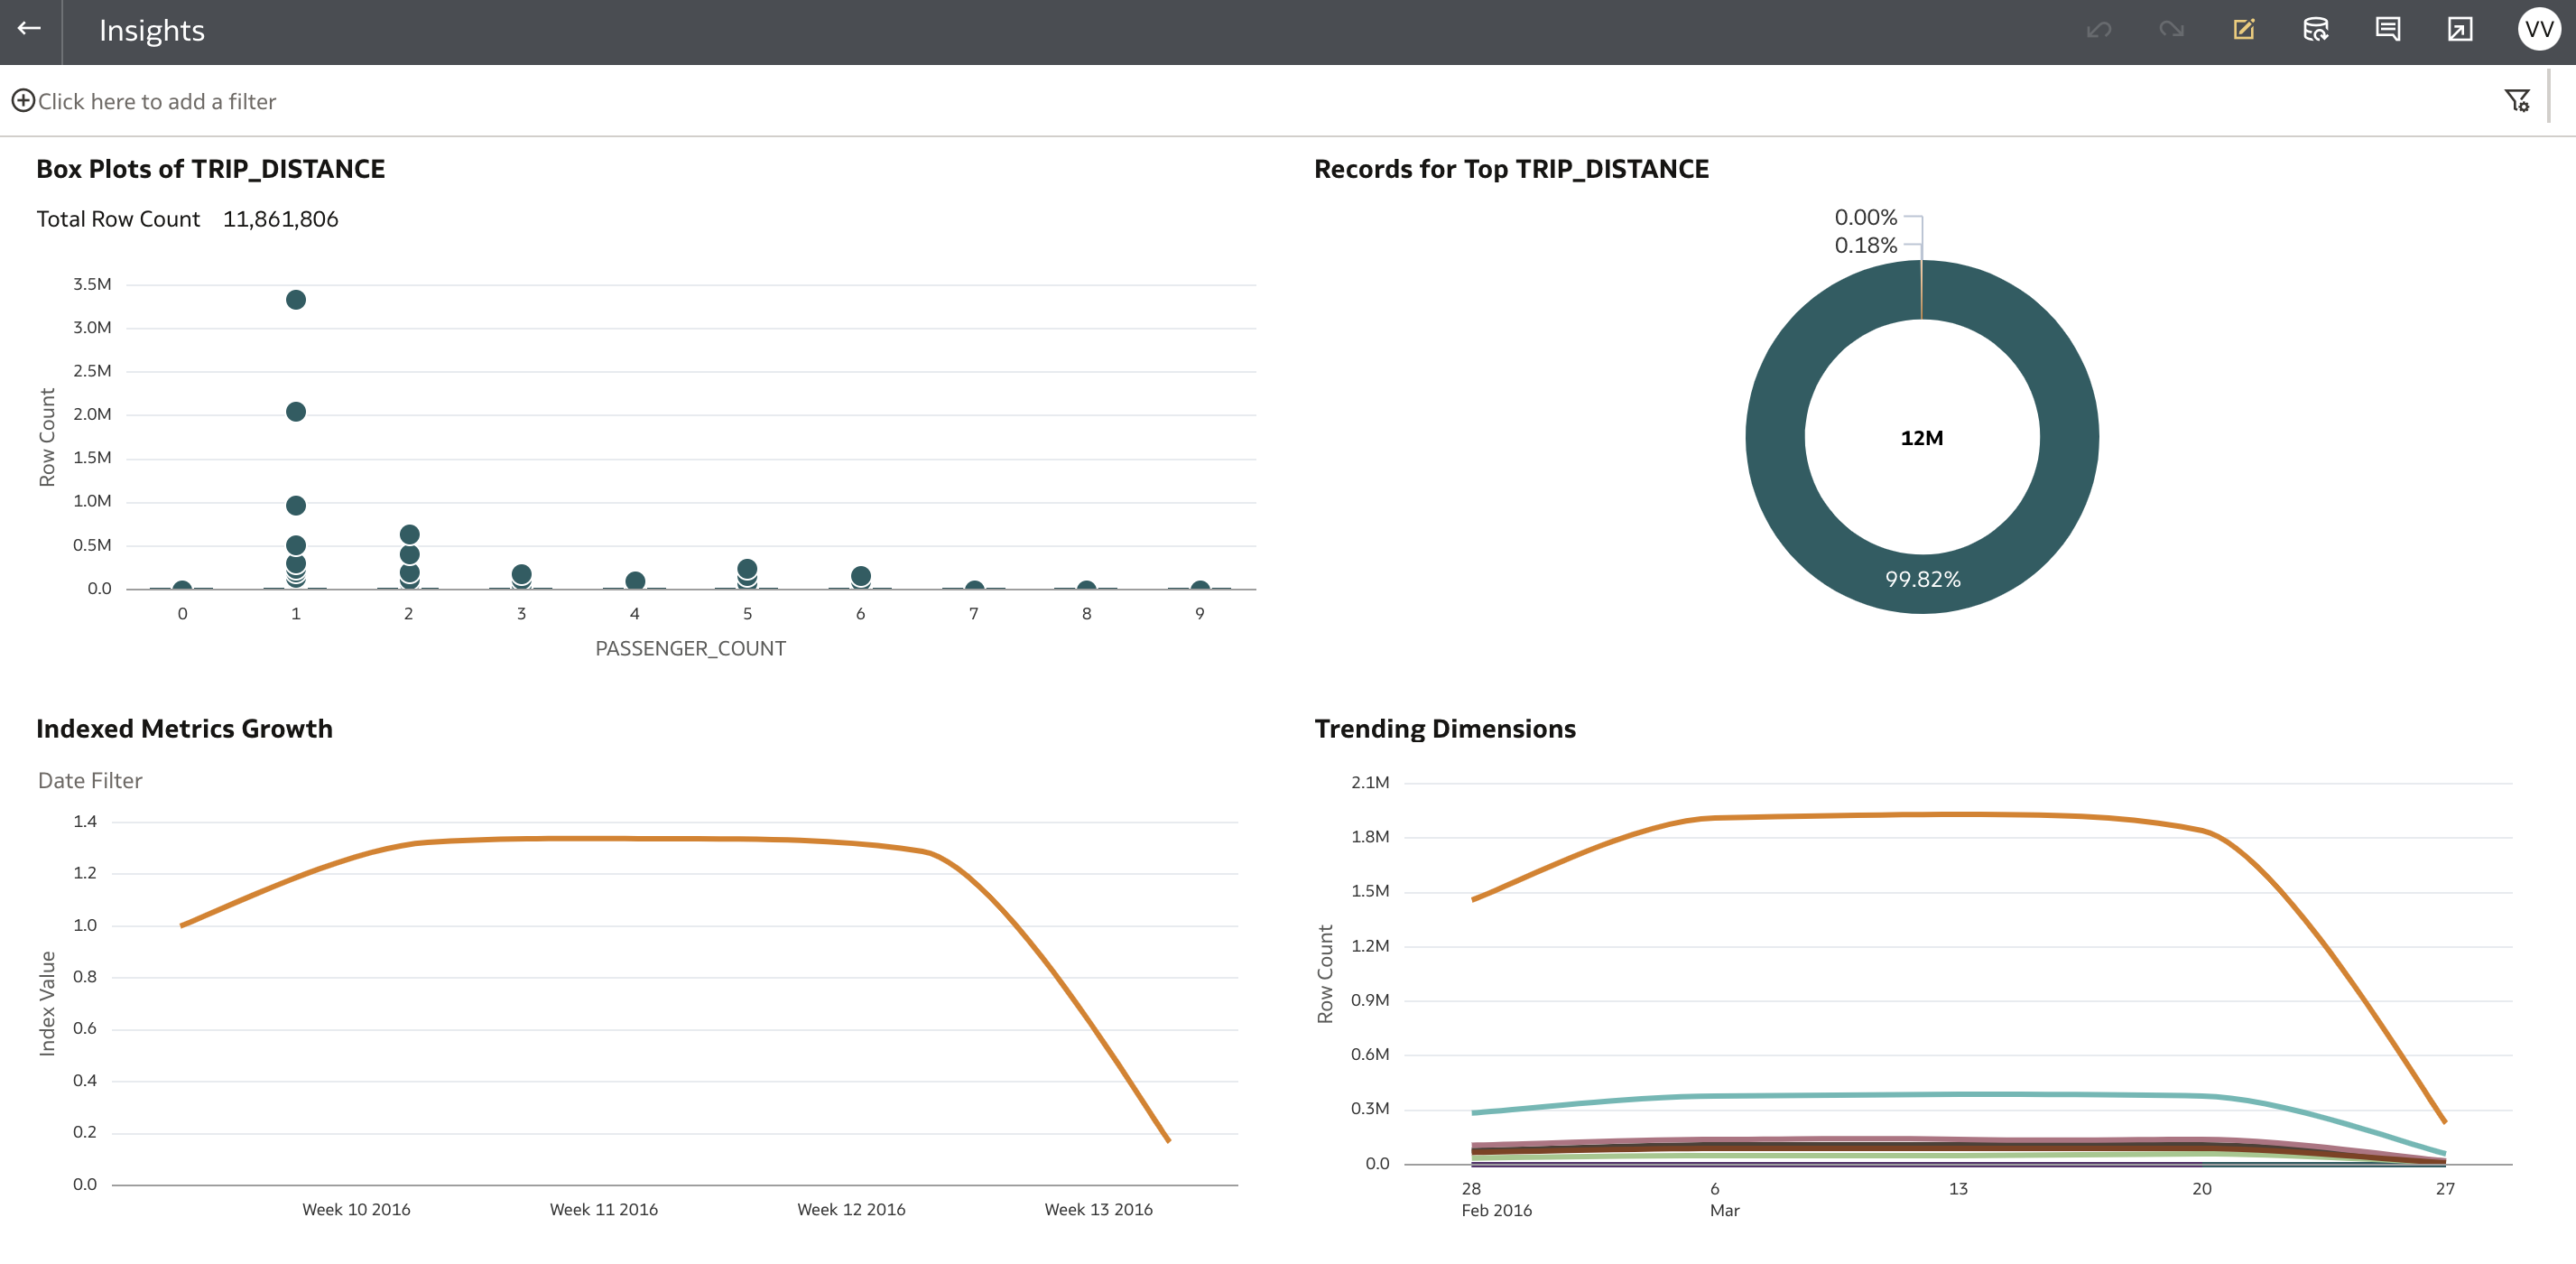 Insights
VV
Click here to add a filter
Box Plots of TRIP_DISTANCE
Total Row Count 11,861,806
3.5M
3.0M
2.5M
2.0M
1.5M
1.0M
0.5M
0.0
Row Count
0 1 2 3 4 5 6 7 8 9
PASSENGER_COUNT
Records for Top TRIP_DISTANCE
0.00%
0.18%
12M
99.82%
Indexed Metrics Growth
Date Filter
1.4
1.2
1.0
0.8
0.6
0.4
0.2
0.0
Index Value
Week 10 2016 Week 11 2016 Week 12 2016 Week 13 2016
Trending Dimensions
2.1M
1.8M
1.5M
1.2M
0.9M
0.6M
0.3M
0.0
Row Count
28 6 13 20 27
Feb 2016 Mar